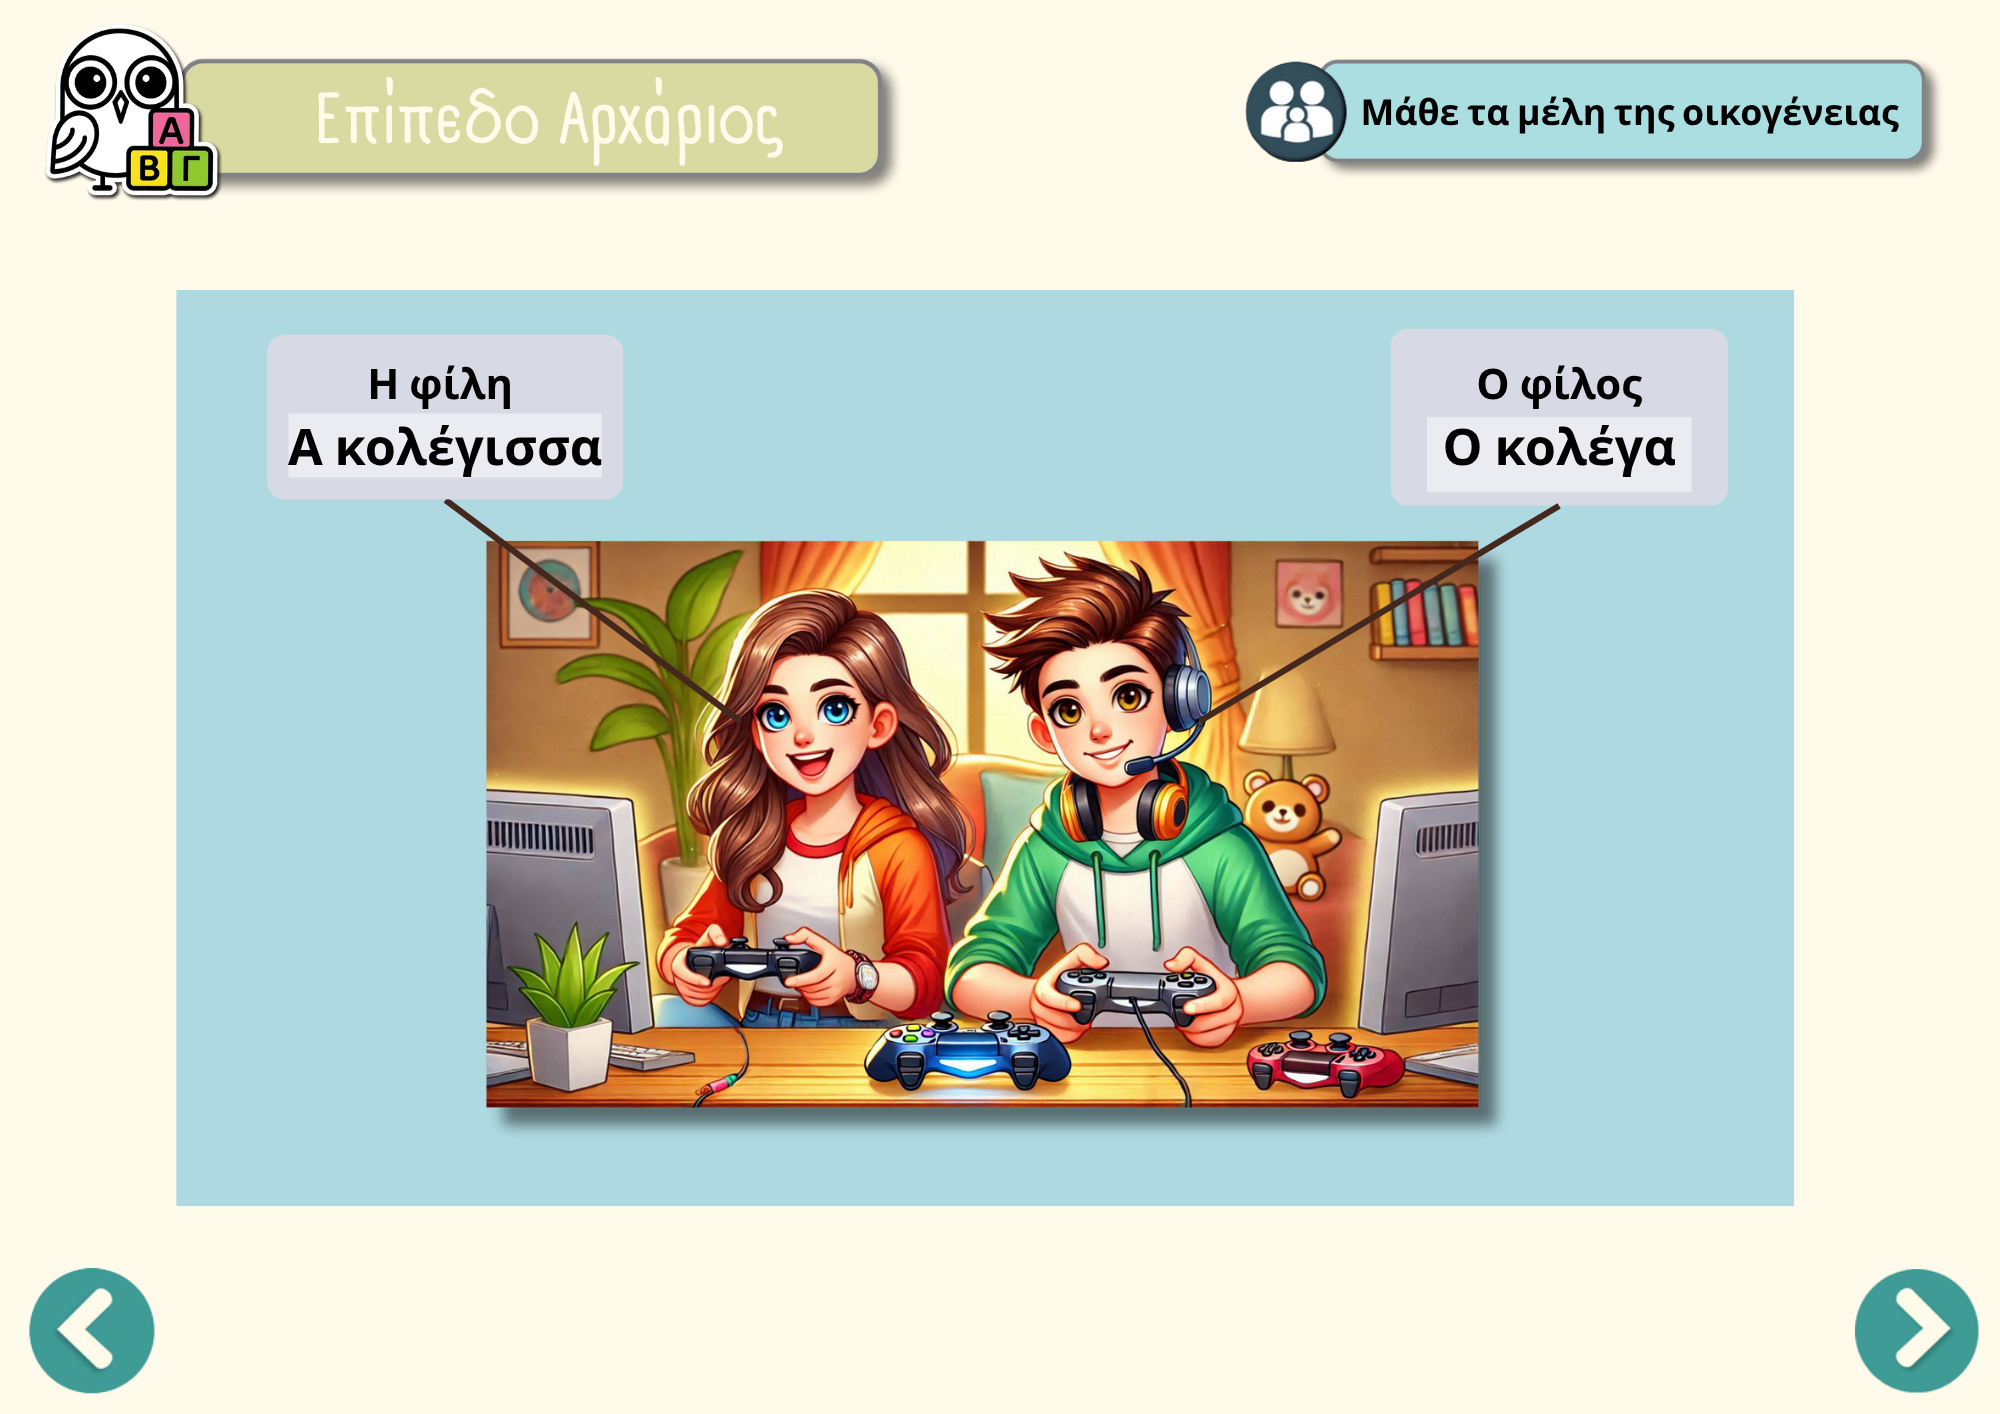 Επίπεδο Αρχάριος
Μάθε τα μέλη της οικογένειας
Η φίλη
Α κολέγισσα
Ο φίλος
Ο κολέγα
Α
Β Γ